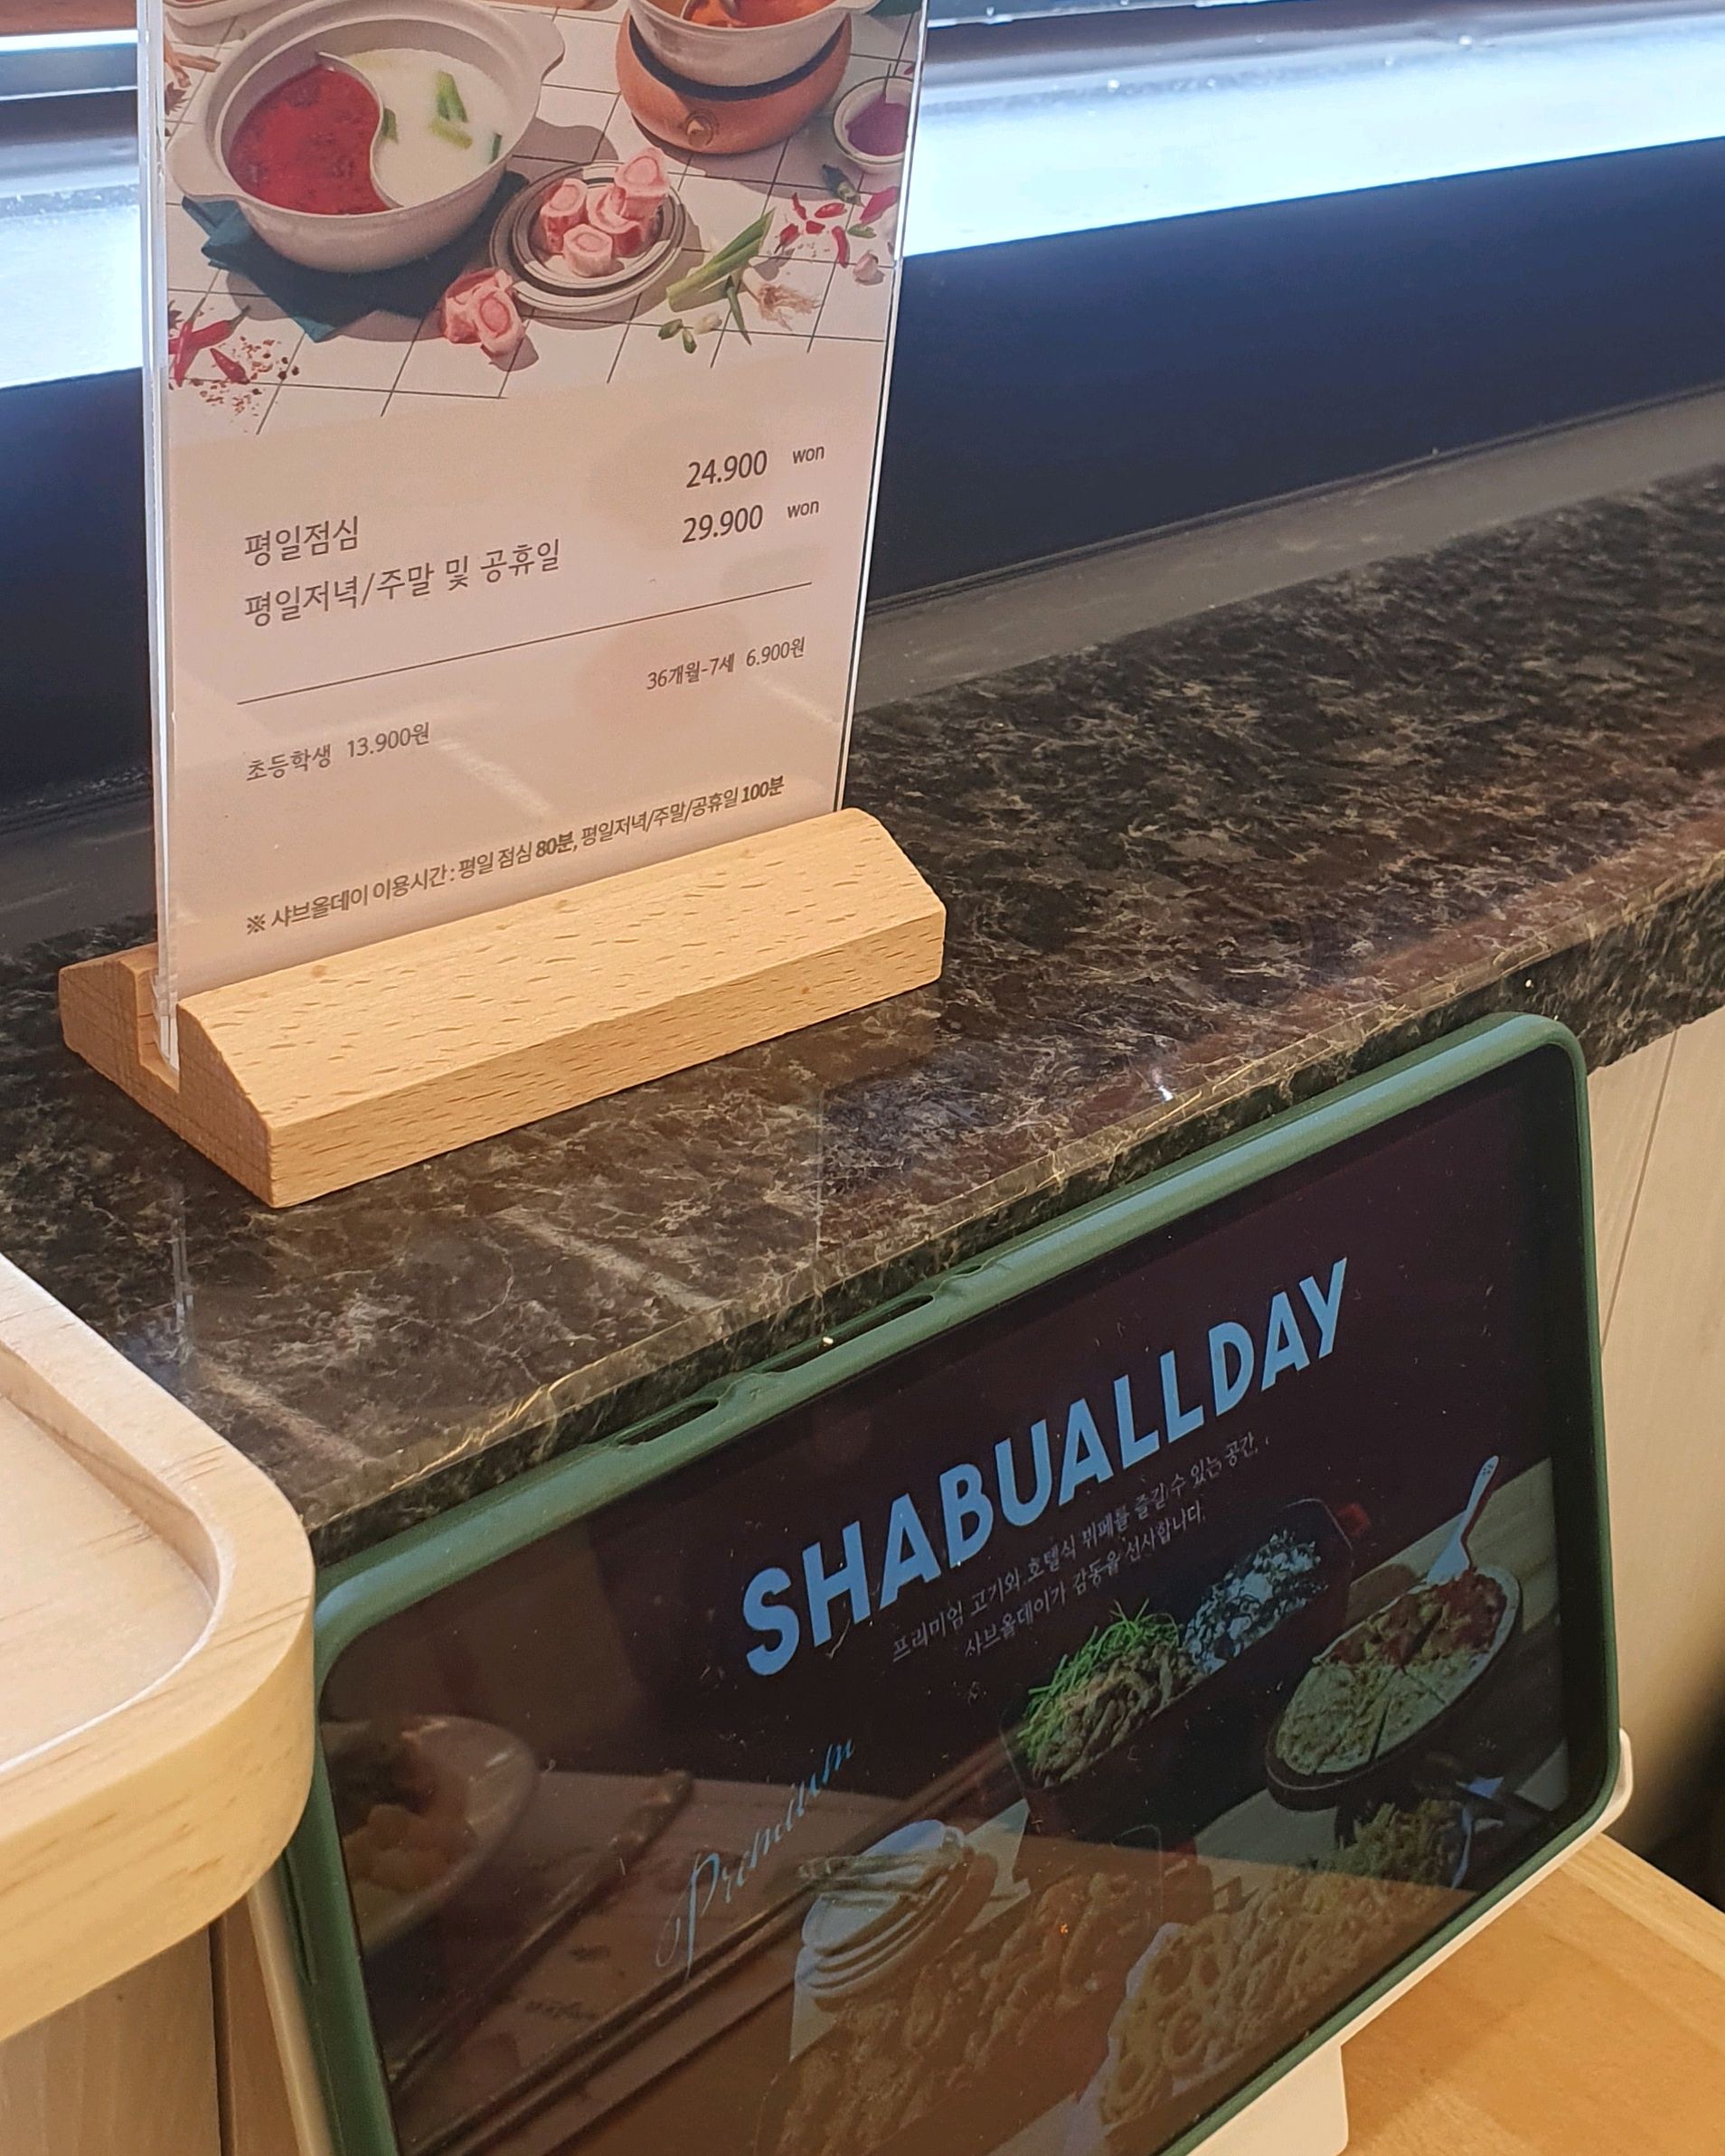 평일점심 24.900 won
평일저녁/주말 및 공휴일 29.900 won
초등학생 13.900원 36개월-7세 6.900원
※ 샤브올데이 이용시간 : 평일 점심 80분, 평일저녁/주말/공휴일 100분
SHABUALLDAY
프리미엄 고기와 호텔식 뷔페를 즐길 수 있는 공간,
샤브올데이가 감동을 선사합니다.
Premium